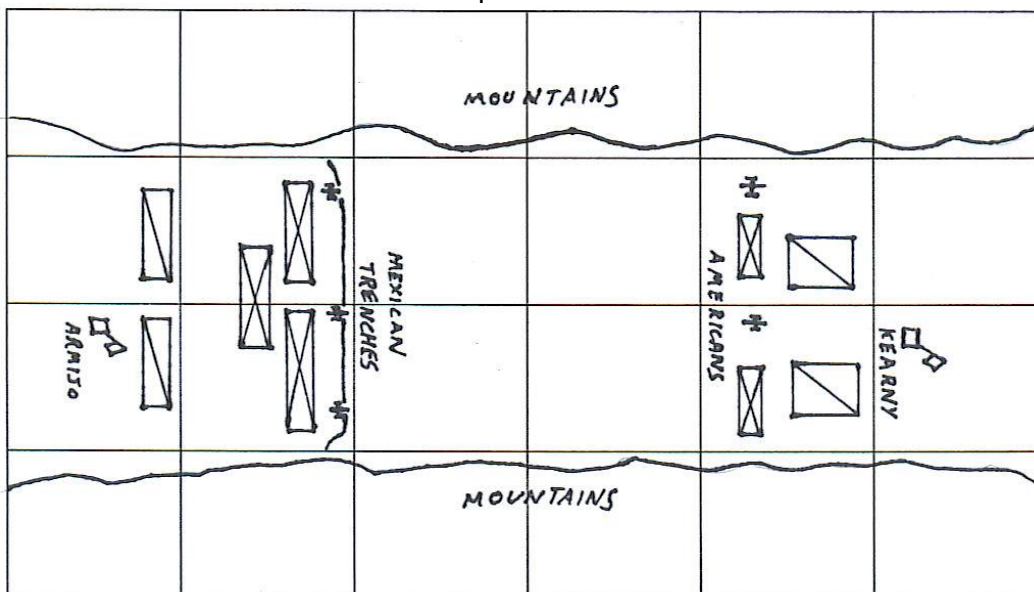 MOUNTAINS
MEXICAN
TRENCHES
AMERICANS
ARMIJO
KEARNY
MOUNTAINS